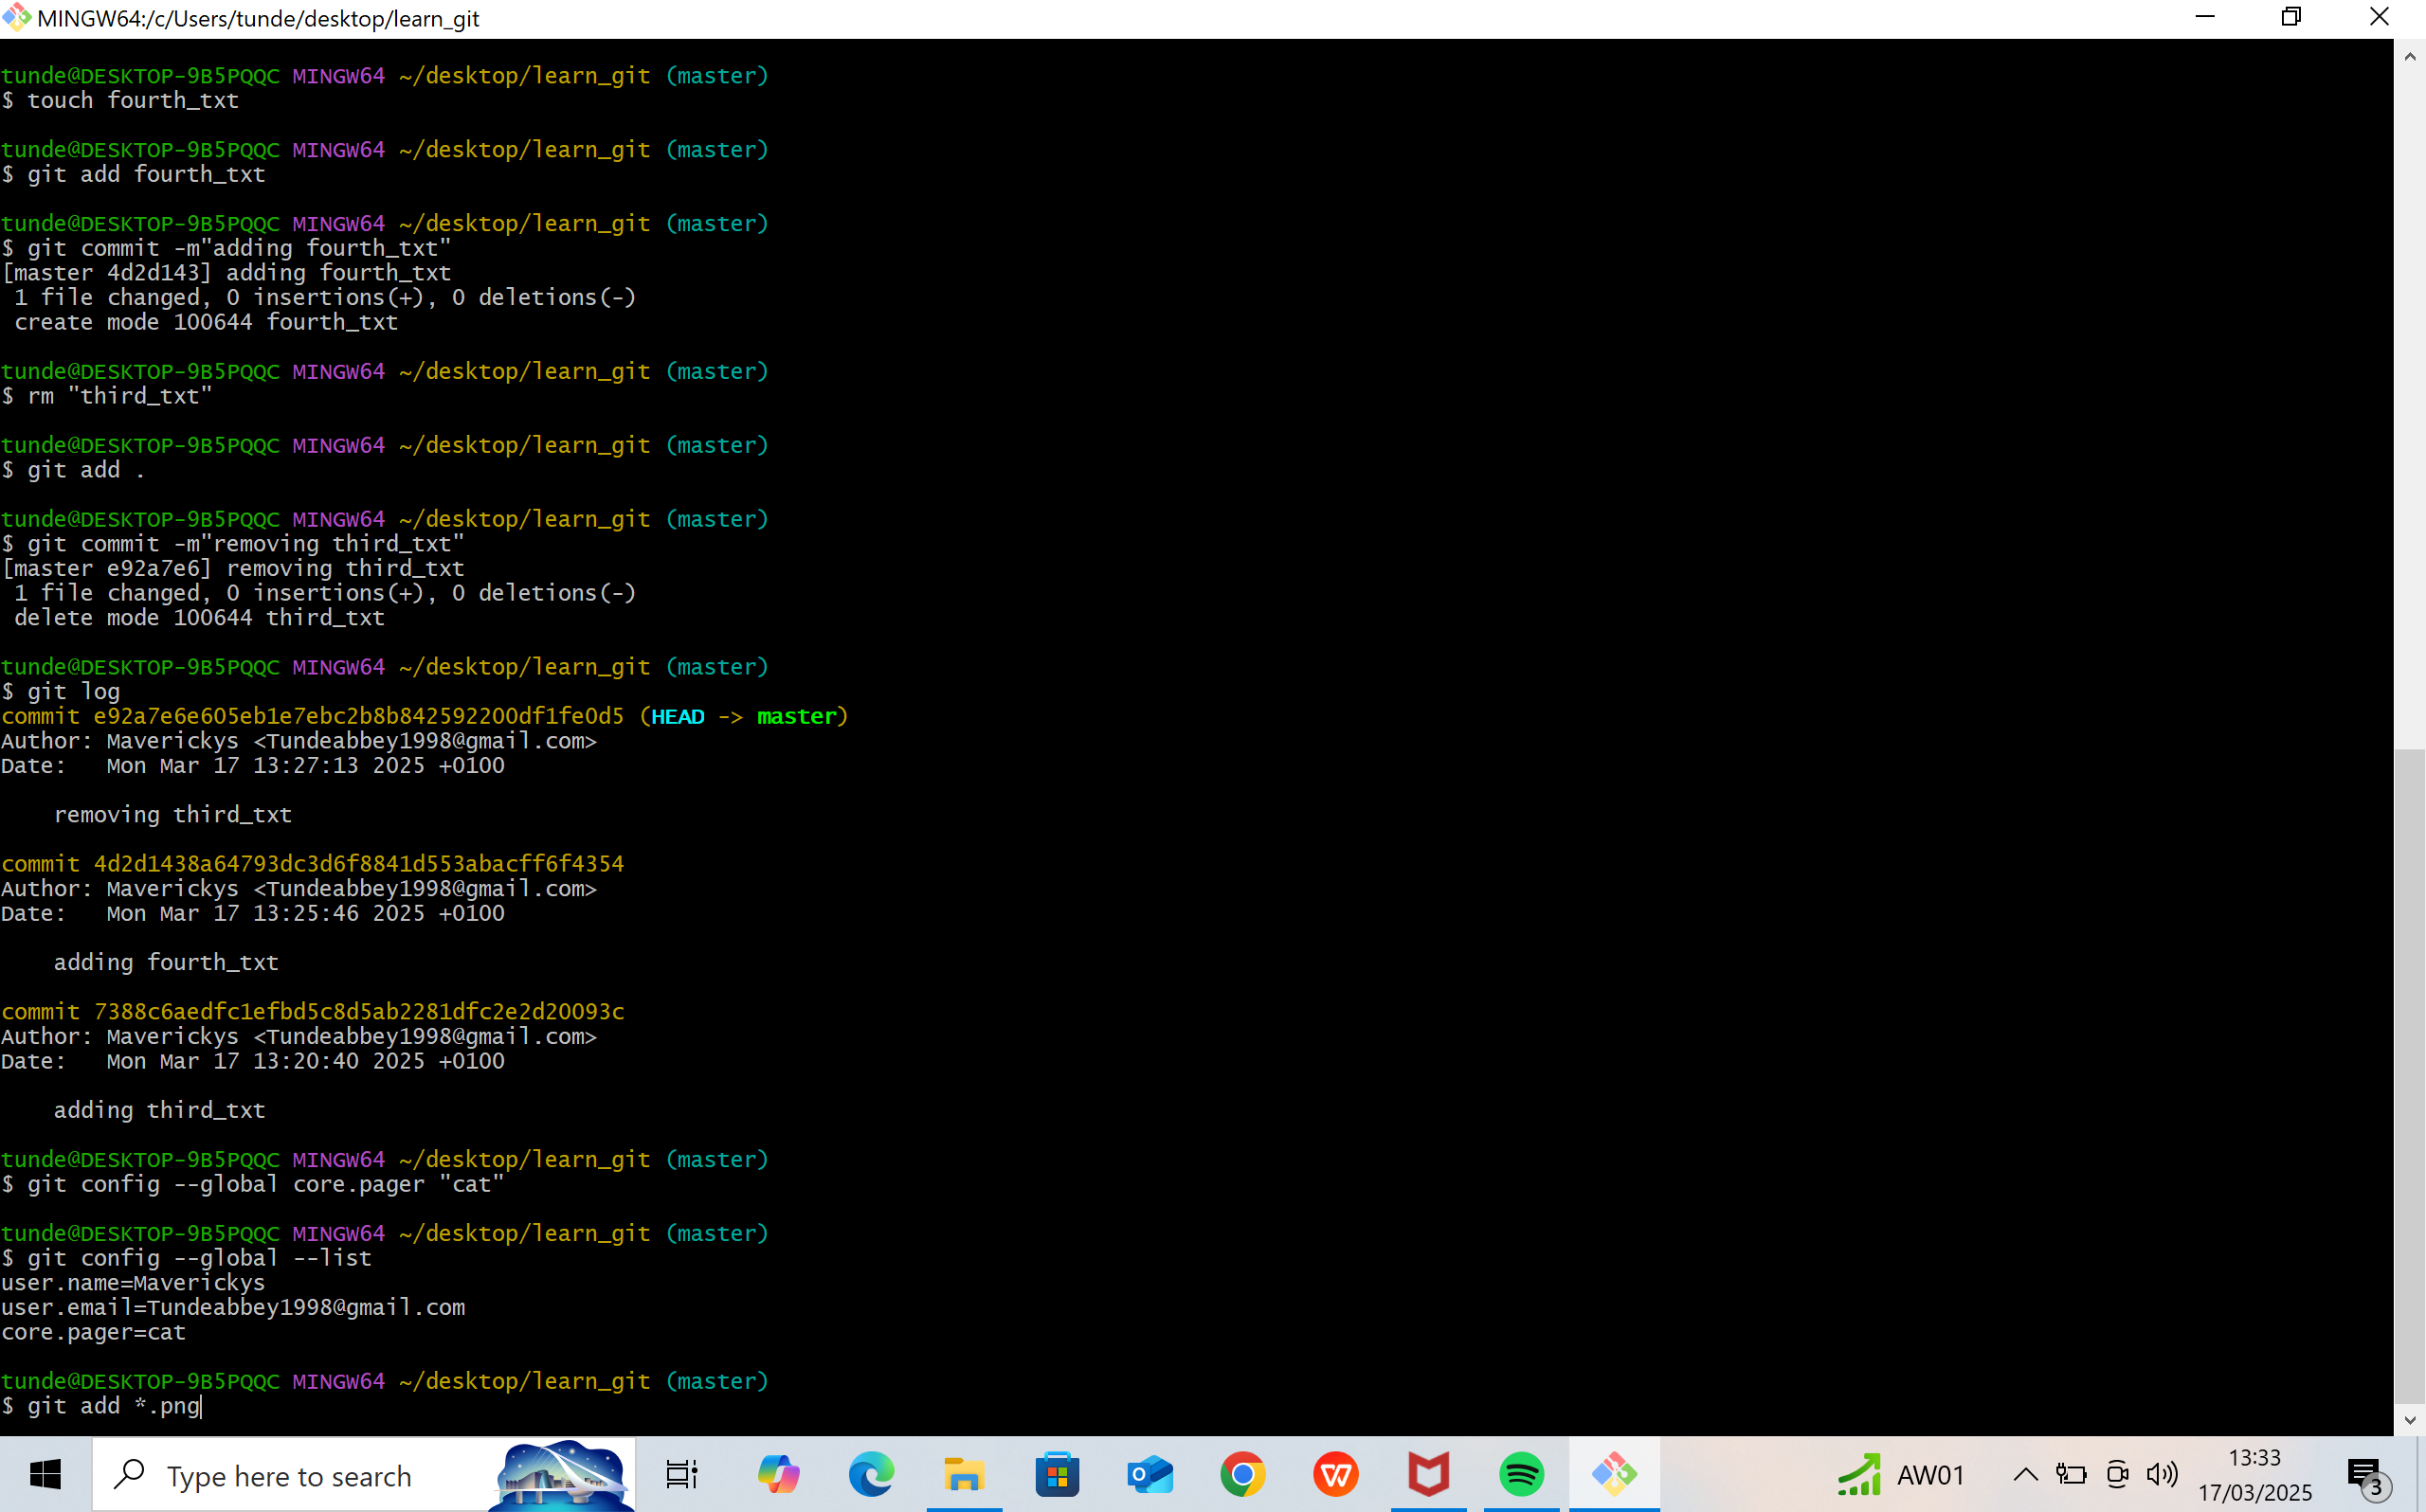 MINGW64:/c/Users/tunde/desktop/learn_git
tunde@DESKTOP-9B5PQQC MINGW64 ~/desktop/learn_git (master)
$ touch fourth_txt
tunde@DESKTOP-9B5PQQC MINGW64 ~/desktop/learn_git (master)
$ git add fourth_txt
tunde@DESKTOP-9B5PQQC MINGW64 ~/desktop/learn_git (master)
$ git commit -m"adding fourth_txt"
[master 4d2d143] adding fourth_txt
1 file changed, 0 insertions(+), 0 deletions(-)
create mode 100644 fourth_txt
tunde@DESKTOP-9B5PQQC MINGW64 ~/desktop/learn_git (master)
$ rm "third_txt"
tunde@DESKTOP-9B5PQQC MINGW64 ~/desktop/learn_git (master)
$ git add .
tunde@DESKTOP-9B5PQQC MINGW64 ~/desktop/learn_git (master)
$ git commit -m"removing third_txt"
[master e92a7e6] removing third_txt
1 file changed, 0 insertions(+), 0 deletions(-)
delete mode 100644 third_txt
tunde@DESKTOP-9B5PQQC MINGW64 ~/desktop/learn_git (master)
$ git log
commit e92a7e6e605eb1e7ebc2b8b842592200df1fe0d5 (HEAD -> master)
Author: Maverickys <Tundeabbey1998@gmail.com>
Date:   Mon Mar 17 13:27:13 2025 +0100
removing third_txt
commit 4d2d1438a64793dc3d6f8841d553abacff6f4354
Author: Maverickys <Tundeabbey1998@gmail.com>
Date:   Mon Mar 17 13:25:46 2025 +0100
adding fourth_txt
commit 7388c6aedfc1efbd5c8d5ab2281dfc2e2d20093c
Author: Maverickys <Tundeabbey1998@gmail.com>
Date:   Mon Mar 17 13:20:40 2025 +0100
adding third_txt
tunde@DESKTOP-9B5PQQC MINGW64 ~/desktop/learn_git (master)
$ git config --global core.pager "cat"
tunde@DESKTOP-9B5PQQC MINGW64 ~/desktop/learn_git (master)
$ git config --global --list
user.name=Maverickys
user.email=Tundeabbey1998@gmail.com
core.pager=cat
tunde@DESKTOP-9B5PQQC MINGW64 ~/desktop/learn_git (master)
$ git add *.png
Type here to search
AW01
13:33
17/03/2025
3